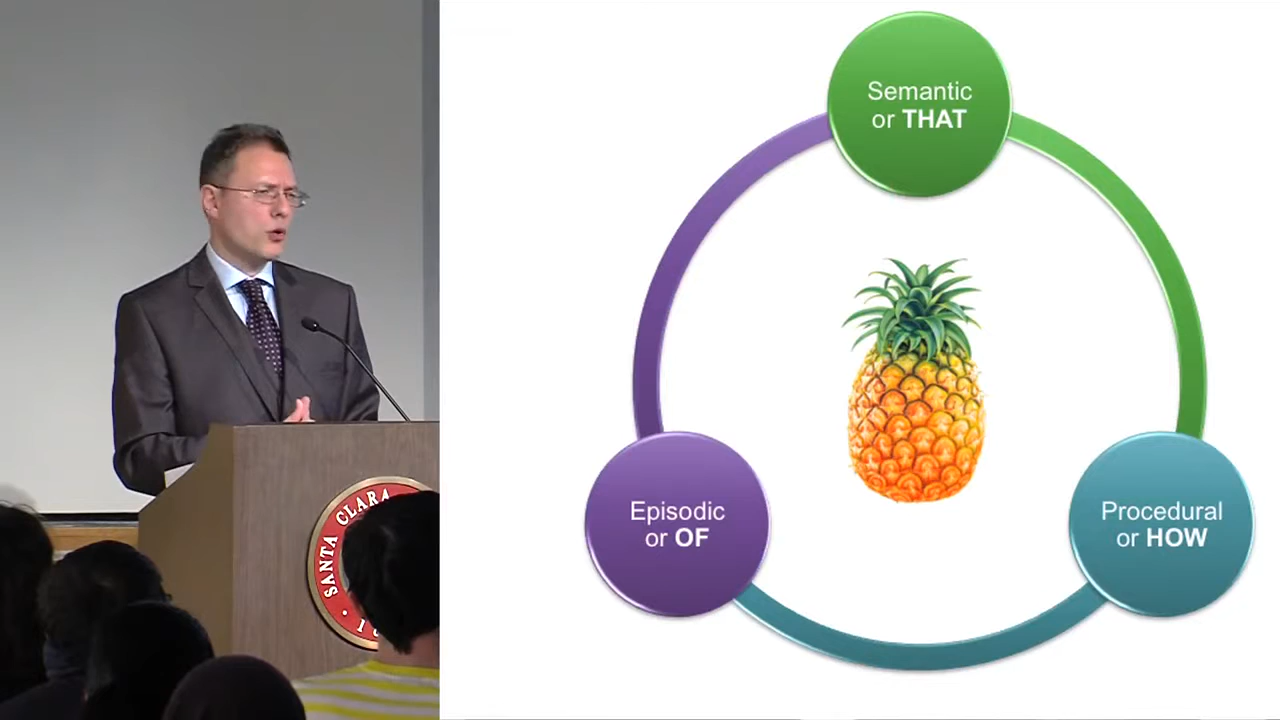 Semantic
or THAT
Episodic
or OF
Procedural
or HOW
SANTA CLARA